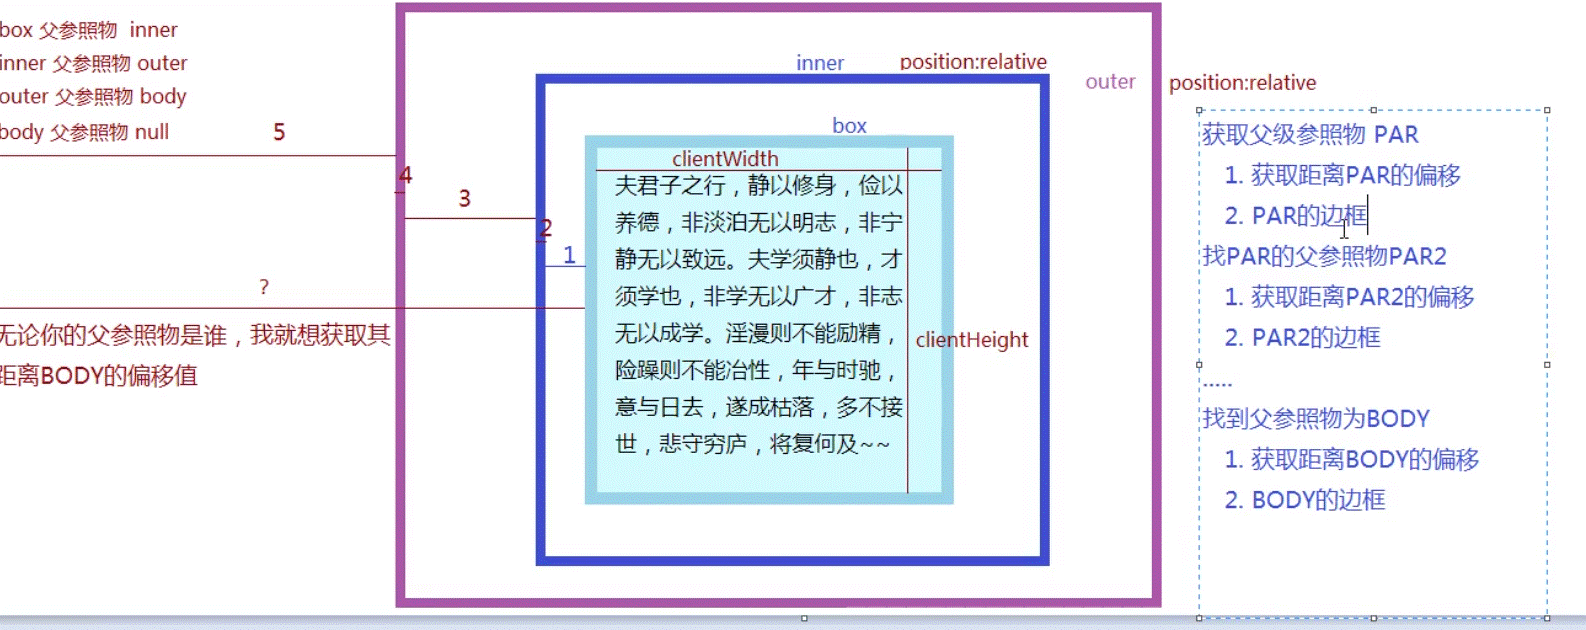 box 父参照物 inner
inner 父参照物 outer
outer 父参照物 body
body 父参照物 null
5
4
3
2
1
?
无论你的父参照物是谁，我就想获取其
距离BODY的偏移值
inner
position:relative
outer
position:relative
box
clientWidth
夫君子之行，静以修身，俭以
养德，非淡泊无以明志，非宁
静无以致远。夫学须静也，才
须学也，非学无以广才，非志
无以成学。淫漫则不能励精，
险躁则不能冶性，年与时驰，
意与日去，遂成枯落，多不接
世，悲守穷庐，将复何及~~
clientHeight
获取父级参照物 PAR
1. 获取距离PAR的偏移
2. PAR的边框
找PAR的父参照物PAR2
1. 获取距离PAR2的偏移
2. PAR2的边框
.....
找到父参照物为BODY
1. 获取距离BODY的偏移
2. BODY的边框